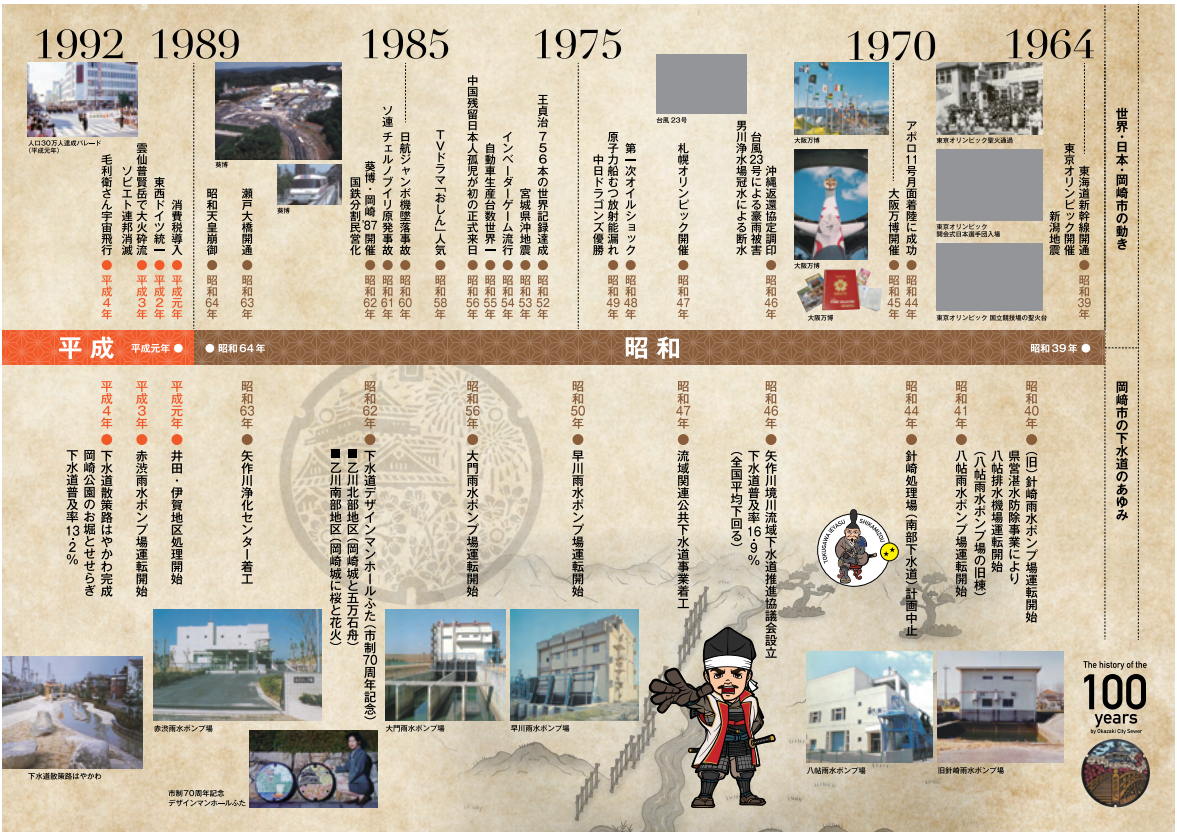 1992
1989
1985
1975
1970
1964
世界・日本・岡崎市の動き
東海道新幹線開通
昭和39年
東京オリンピック開催
新潟地震
東京オリンピック聖火通過
東京オリンピック
開会式日本選手団入場
東京オリンピック 国立競技場の聖火台
アポロ11号月面着陸に成功
昭和44年
大阪万博開催
昭和45年
大阪万博
大阪万博
大阪万博
沖縄返還協定調印
昭和46年
台風23号による豪雨被害
男川浄水場冠水による断水
台風23号
札幌オリンピック開催
昭和47年
第一次オイルショック
昭和48年
原子力船むつ放射能漏れ
昭和49年
中日ドラゴンズ優勝
王貞治 756本の世界記録達成
昭和52年
宮城県沖地震
昭和53年
インベーダーゲーム流行
昭和54年
自動車生産台数世界一
昭和55年
中国残留日本人孤児が初の正式来日
昭和56年
TVドラマ「おしん」人気
昭和58年
日航ジャンボ機墜落事故
昭和60年
ソ連 チェルノブイリ原発事故
昭和61年
葵博・岡崎'87開催
昭和62年
国鉄分割民営化
葵博
葵博
瀬戸大橋開通
昭和63年
昭和天皇崩御
昭和64年
消費税導入
平成元年
東西ドイツ統一
平成2年
雲仙普賢岳で大火砕流
平成3年
ソビエト連邦消滅
毛利衛さん宇宙飛行
平成4年
人口30万人達成パレード
(平成元年)
昭和39年
昭和
昭和64年
平成元年
平成
岡﨑市の下水道のあゆみ
昭和40年
(旧)針崎雨水ポンプ場運転開始
県営湛水防除事業により
八帖排水機場運転開始
(八帖雨水ポンプ場の旧棟)
昭和41年
八帖雨水ポンプ場運転開始
昭和44年
針崎処理場(南部下水道)計画中止
TOKUGAWA IEYASU SHIKAMIZOU
昭和46年
矢作川境川流域下水道推進協議会設立
下水道普及率16・9%
(全国平均下回る)
昭和47年
流域関連公共下水道事業着工
昭和50年
早川雨水ポンプ場運転開始
昭和56年
大門雨水ポンプ場運転開始
昭和62年
下水道デザインマンホールふた(市制70周年記念)
■乙川北部地区(岡崎城と五万石舟)
■乙川南部地区(岡崎城に桜と花火)
昭和63年
矢作川浄化センター着工
平成元年
井田・伊賀地区処理開始
平成3年
赤渋雨水ポンプ場運転開始
平成4年
下水道散策路はやかわ完成
岡崎公園のお堀とせせらぎ
下水道普及率13・2%
旧針崎雨水ポンプ場
八帖雨水ポンプ場
早川雨水ポンプ場
大門雨水ポンプ場
赤渋雨水ポンプ場
市制70周年記念
デザインマンホールふた
下水道散策路はやかわ
The history of the
100
years
by Okazaki City Sewer